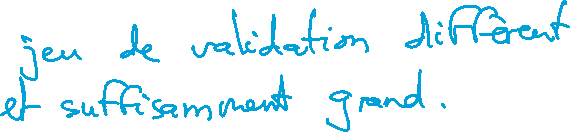 jeu de validation différent
et suffisamment grand.